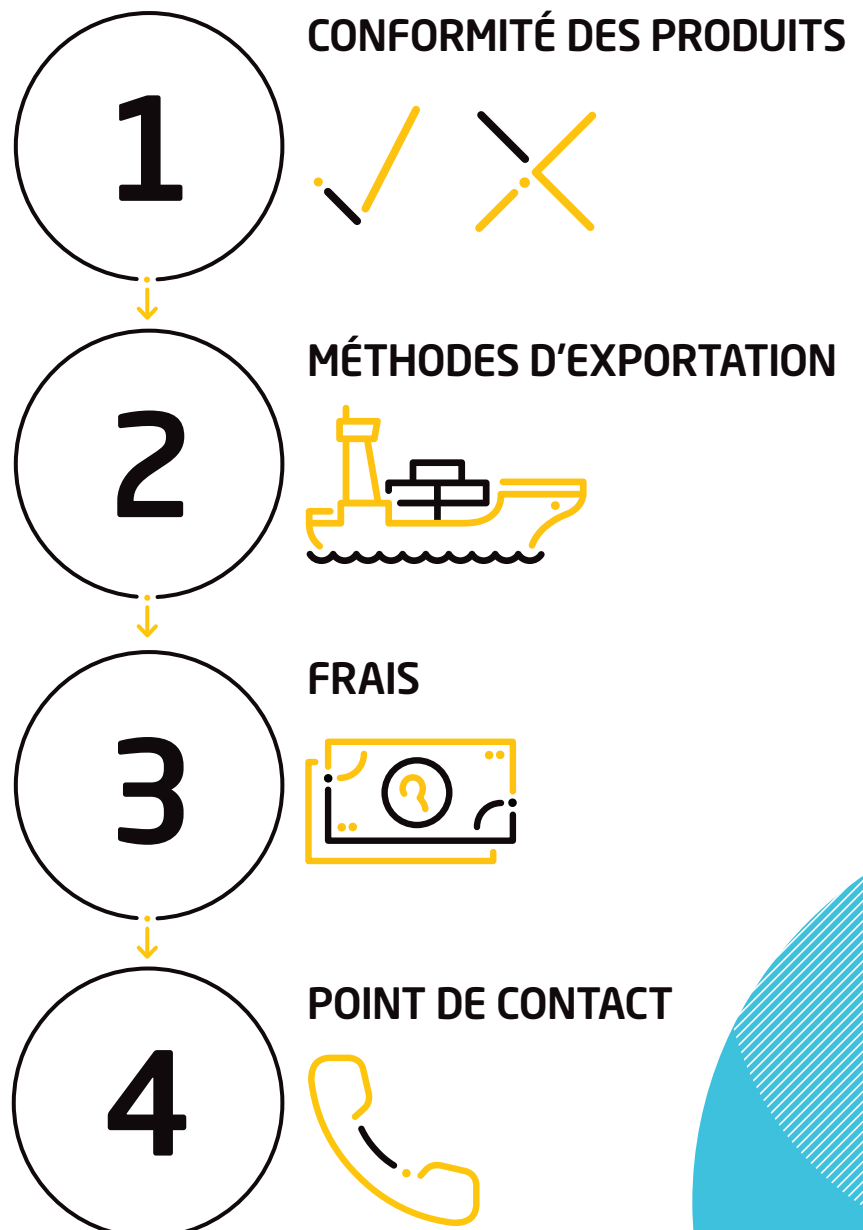 1
CONFORMITÉ DES PRODUITS
2
MÉTHODES D'EXPORTATION
3
FRAIS
4
POINT DE CONTACT